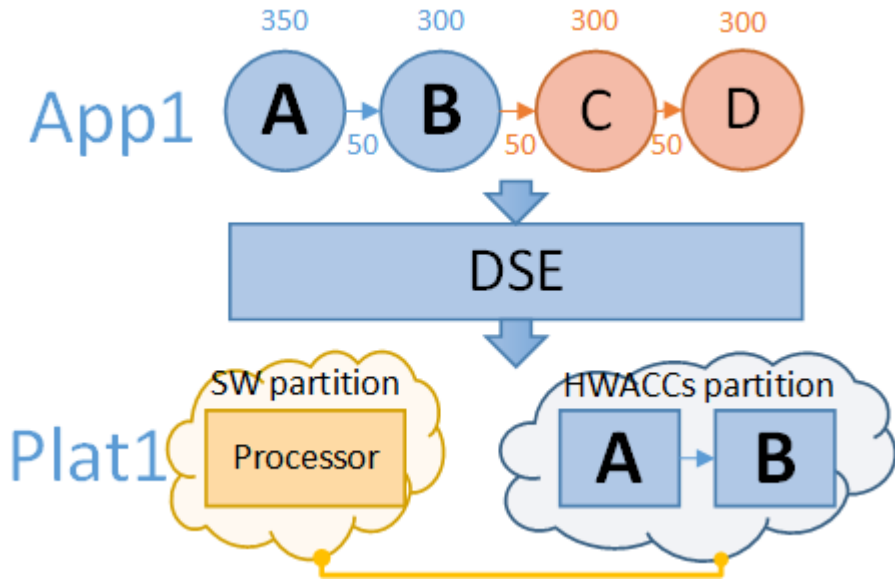 350 300 300 300
App1 A B C D
50 50 50
DSE
SW partition HWACCs partition
Plat1 Processor A B